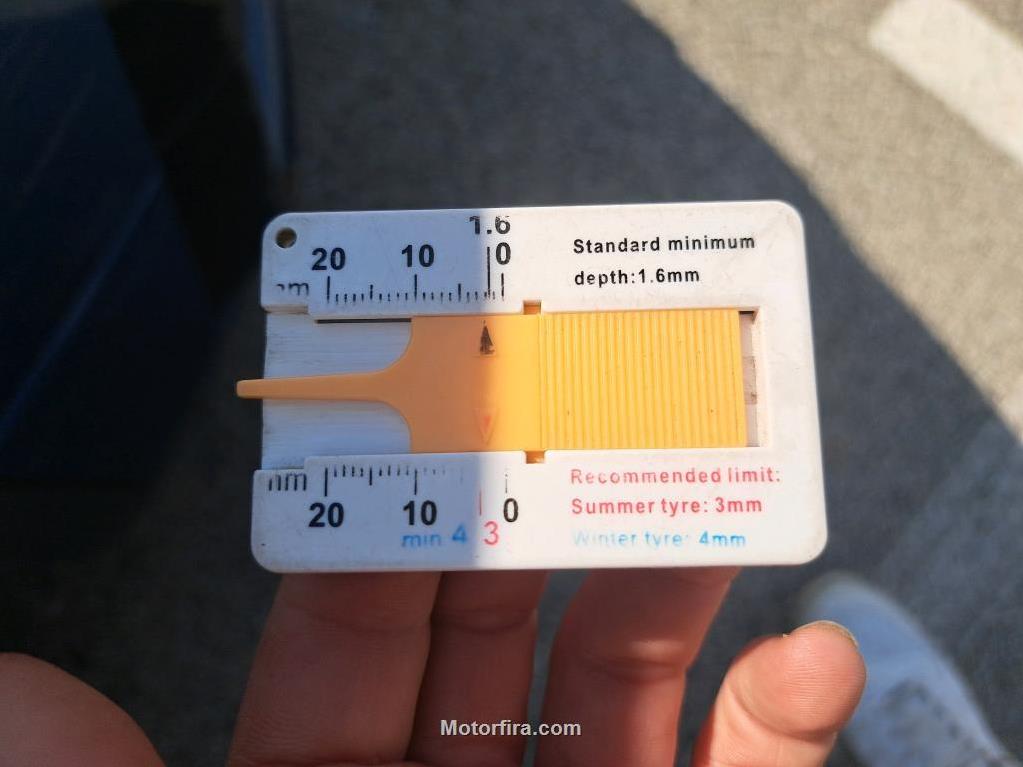 1.6
20 10 0
Standard minimum
depth:1.6mm
Recommended limit:
Summer tyre: 3mm
Winter tyre: 4mm
20 10 0
min 4 3
Motorfira.com